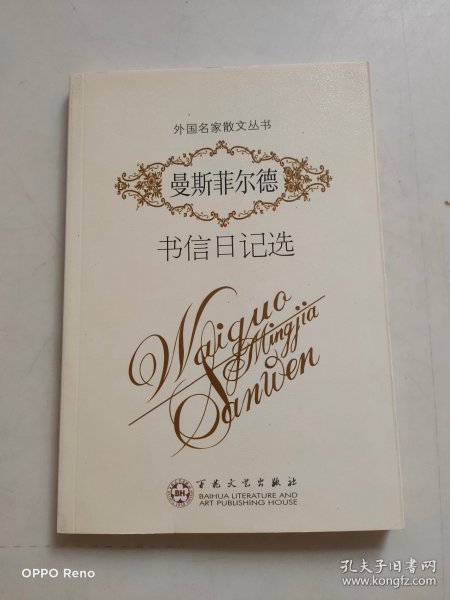 外国名家散文丛书
曼斯菲尔德
书信日记选
Waiguo
Mingjia
Sanwen
BH
百花文艺出版社
BAIHUA LITERATURE AND
ART PUBLISHING HOUSE
OPPO Reno
孔夫子旧书网
www.kongfz.com